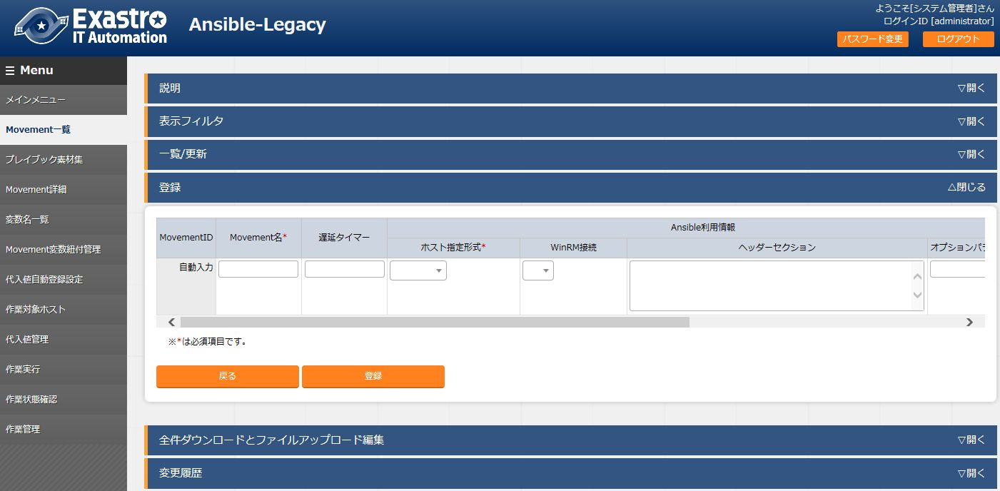 Exastro
IT Automation
Ansible-Legacy
ようこそ[システム管理者]さん
ログインID [administrator]
パスワード変更
ログアウト
☰ Menu
メインメニュー
Movement一覧
プレイブック素材集
Movement詳細
変数名一覧
Movement変数紐付管理
代入値自動登録設定
作業対象ホスト
代入値管理
作業実行
作業状態確認
作業管理
説明 ▽開く
表示フィルタ ▽開く
一覧/更新 ▽開く
登録 △閉じる
MovementID
Movement名*
遅延タイマー
Ansible利用情報
ホスト指定形式*
WinRM接続
ヘッダーセクション
オプションパラ
自動入力
※*は必須項目です。
戻る
登録
全件ダウンロードとファイルアップロード編集 ▽開く
変更履歴 ▽開く